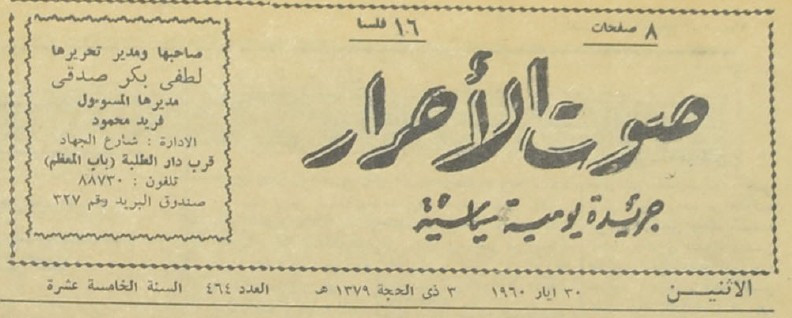 ٨ صفحات
١٦ فلسا
صوت الأحرار
جريدة يومية سياسية
صاحبها ومدير تحريرها
لطفي بكر صدقي
مديرها المسوول
فريد محمود
الادارة : شارع الجهاد
قرب دار الطلبة (باب المعظم)
تلفون : ٨٨٧٣٠
صندوق البريد وقم ٣٢٧
الاثنين ٣٠ ايار ١٩٦٠ ٣ ذي الحجة ١٣٧٩ هـ العدد ٤٦٤ السنة الخامسة عشرة